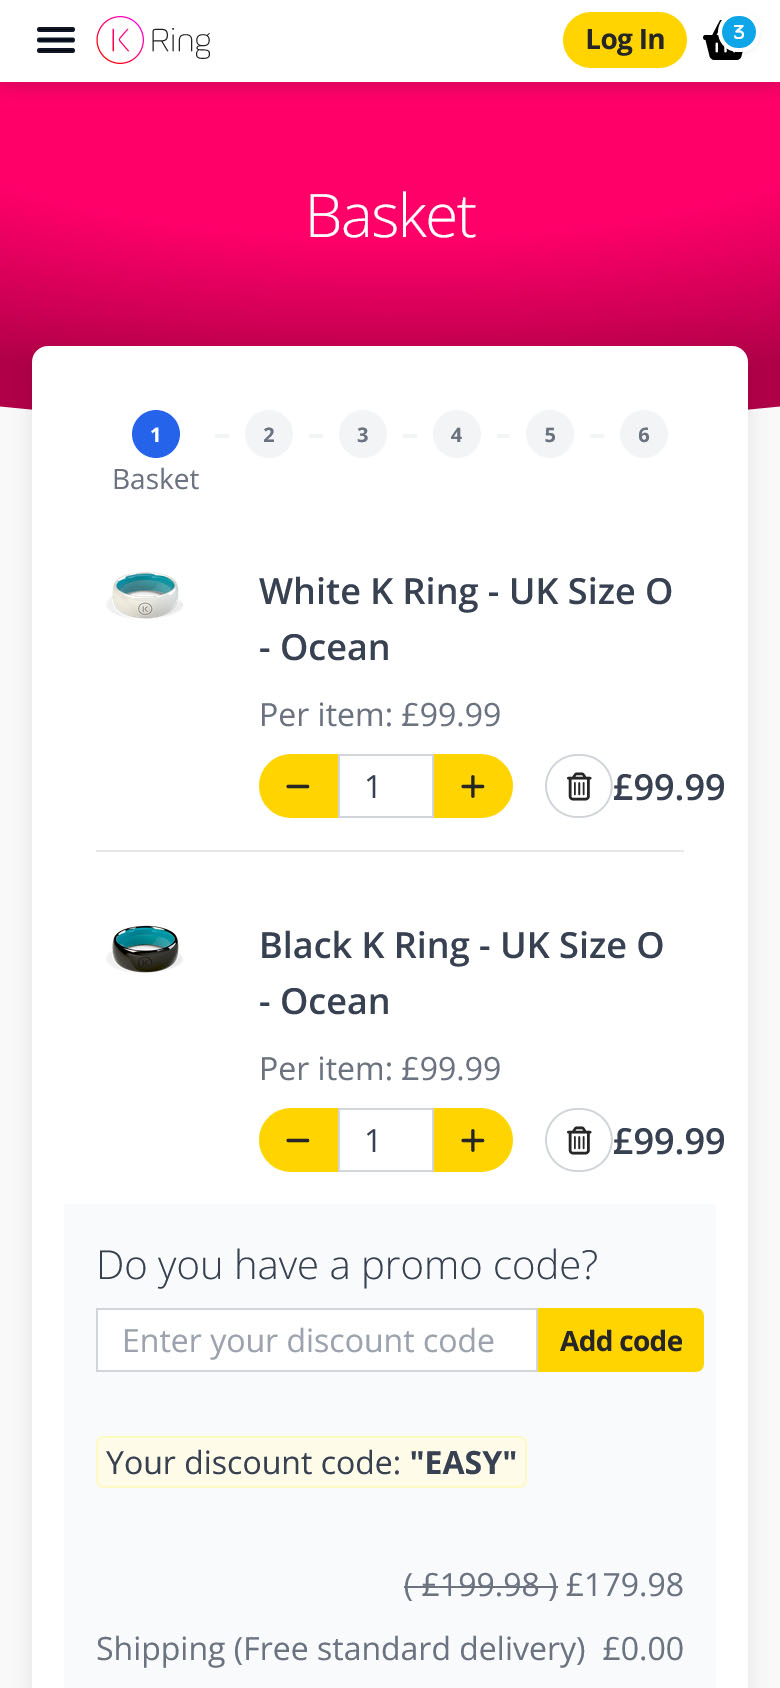 K Ring
Log In
3
Basket
1 2 3 4 5 6
Basket
White K Ring - UK Size O
- Ocean
Per item: £99.99
− 1 + £99.99
Black K Ring - UK Size O
- Ocean
Per item: £99.99
− 1 + £99.99
Do you have a promo code?
Enter your discount code Add code
Your discount code: "EASY"
( £199.98 ) £179.98
Shipping (Free standard delivery) £0.00